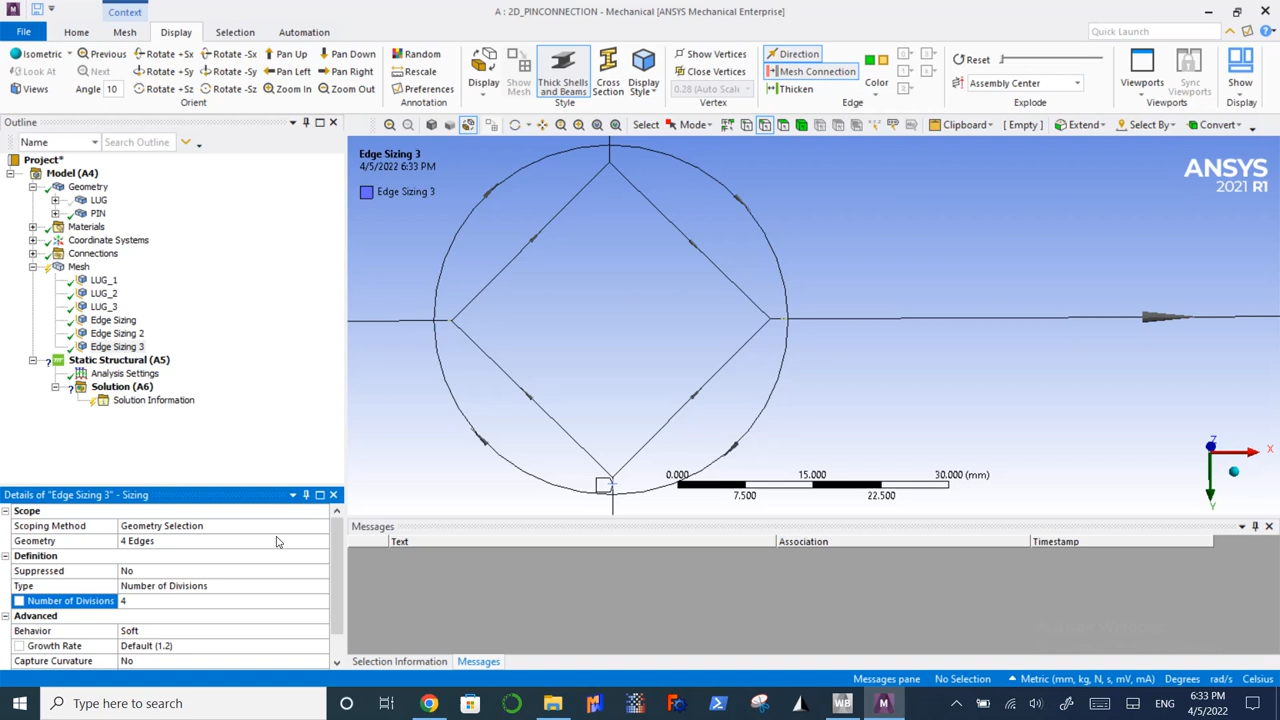 Context
A : 2D_PINCONNECTION - Mechanical [ANSYS Mechanical Enterprise]
File Home Mesh Display Selection Automation Quick Launch
Isometric Previous Rotate +Sx Rotate -Sx Pan Up Pan Down Random Show Vertices Direction Reset
Look At Next Rotate +Sy Rotate -Sy Pan Left Pan Right Rescale Close Vertices Mesh Connection Assembly Center
Views Angle 10 Rotate +Sz Rotate -Sz Zoom In Zoom Out Preferences 0.28 (Auto Scale) Thicken
Display Show Mesh Thick Shells and Beams Cross Section Display Style Color Viewports Sync Viewports Show
Orient Annotation Style Vertex Edge Explode Viewports Display
Outline
Select Mode Clipboard [ Empty ] Extend Select By Convert
Name Search Outline
Project*
Model (A4)
Geometry
LUG
PIN
Materials
Coordinate Systems
Connections
Mesh
LUG_1
LUG_2
LUG_3
Edge Sizing
Edge Sizing 2
Edge Sizing 3
Static Structural (A5)
Analysis Settings
Solution (A6)
Solution Information
Edge Sizing 3
4/5/2022 6:33 PM
Edge Sizing 3
ANSYS
2021 R1
Z
X
Y
0.000 15.000 30.000 (mm)
7.500 22.500
Details of "Edge Sizing 3" - Sizing
Scope
Scoping Method Geometry Selection
Geometry 4 Edges
Definition
Suppressed No
Type Number of Divisions
Number of Divisions 4
Advanced
Behavior Soft
Growth Rate Default (1.2)
Capture Curvature No
Messages
Text Association Timestamp
Selection Information Messages
Messages pane No Selection Metric (mm, kg, N, s, mV, mA) Degrees rad/s Celsius
Type here to search
ENG
6:33 PM
4/5/2022